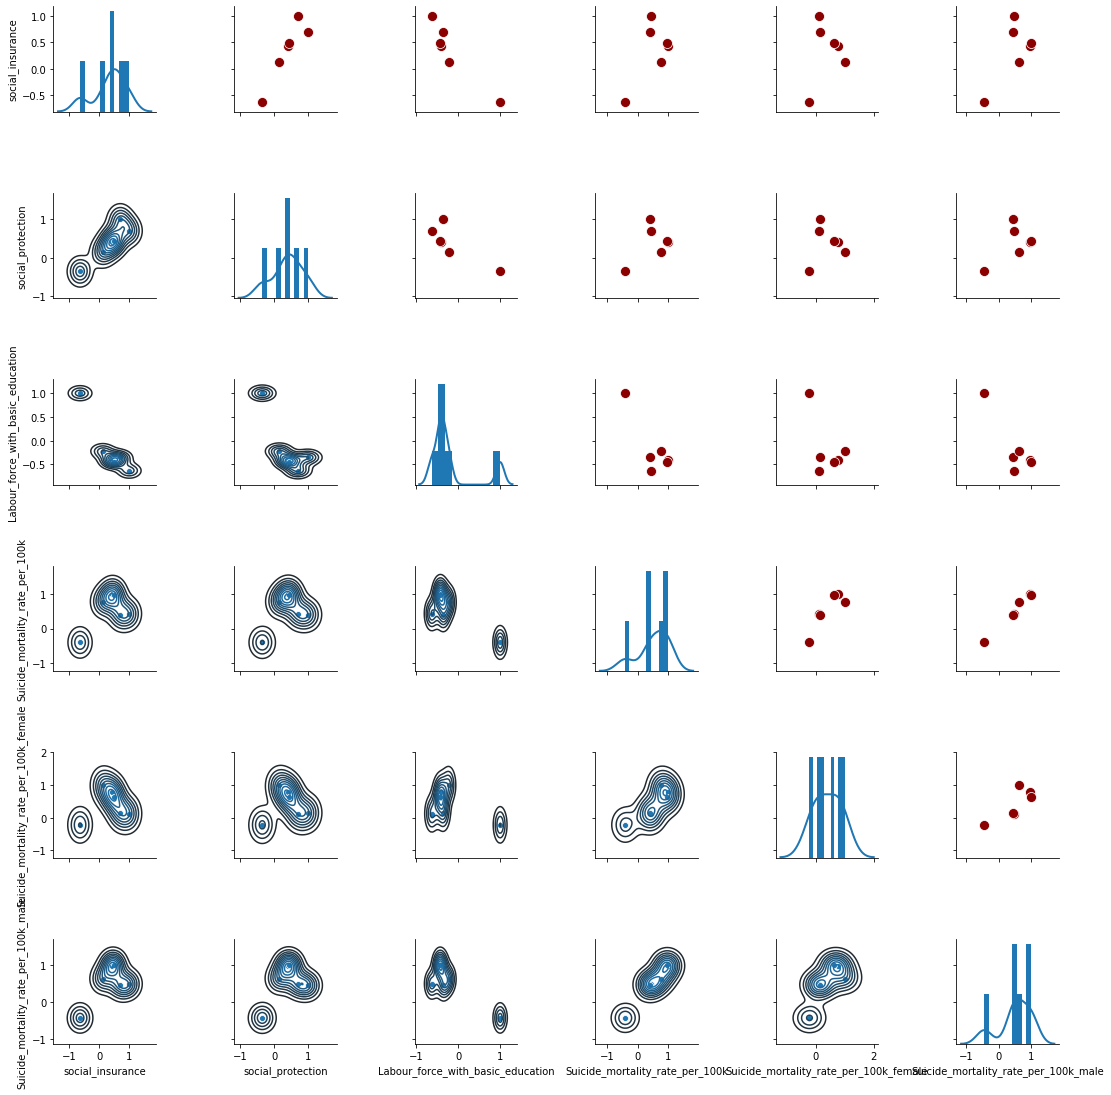 social_insurance
1.0
0.5
0.0
−0.5
social_protection
1
0
−1
Labour_force_with_basic_education
1.0
0.5
0.0
−0.5
Suicide_mortality_rate_per_100k
1
0
−1
Suicide_mortality_rate_per_100k_female
2
1
0
−1
Suicide_mortality_rate_per_100k_male
1
0
−1
−1 0 1 0 1 −1 0 1 −1 0 1 0 2 −1 0 1
social_insurance social_protection Labour_force_with_basic_education Suicide_mortality_rate_per_100k Suicide_mortality_rate_per_100k_female Suicide_mortality_rate_per_100k_male